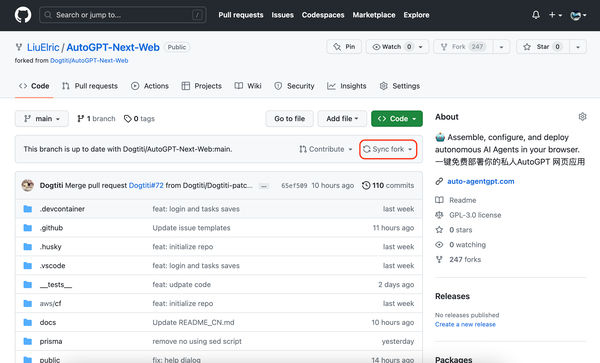 Search or jump to... / Pull requests Issues Codespaces Marketplace Explore
LiuElric / AutoGPT-Next-Web Public Pin Watch 0 Fork 247 Star 0
forked from Dogtiti/AutoGPT-Next-Web
Code Pull requests Actions Projects Wiki Security Insights Settings
main 1 branch 0 tags Go to file Add file Code
This branch is up to date with Dogtiti/AutoGPT-Next-Web:main. Contribute Sync fork
Dogtiti Merge pull request Dogtiti#72 from Dogtiti/Dogtiti-patc... ... 65ef509 10 hours ago 110 commits
.devcontainer feat: login and tasks saves last week
.github Update issue templates 11 hours ago
.husky feat: initialize repo last week
.vscode feat: login and tasks saves last week
__tests__ feat: udpate code 2 days ago
aws/cf feat: initialize repo last week
docs Update README_CN.md 10 hours ago
prisma remove no using sed script yesterday
public fix: help dialog 14 hours ago
About
Assemble, configure, and deploy
autonomous AI Agents in your browser.
一键免费部署你的私人AutoGPT 网页应用
auto-agentgpt.com
Readme
GPL-3.0 license
0 stars
0 watching
247 forks
Releases
No releases published
Create a new release
Packages